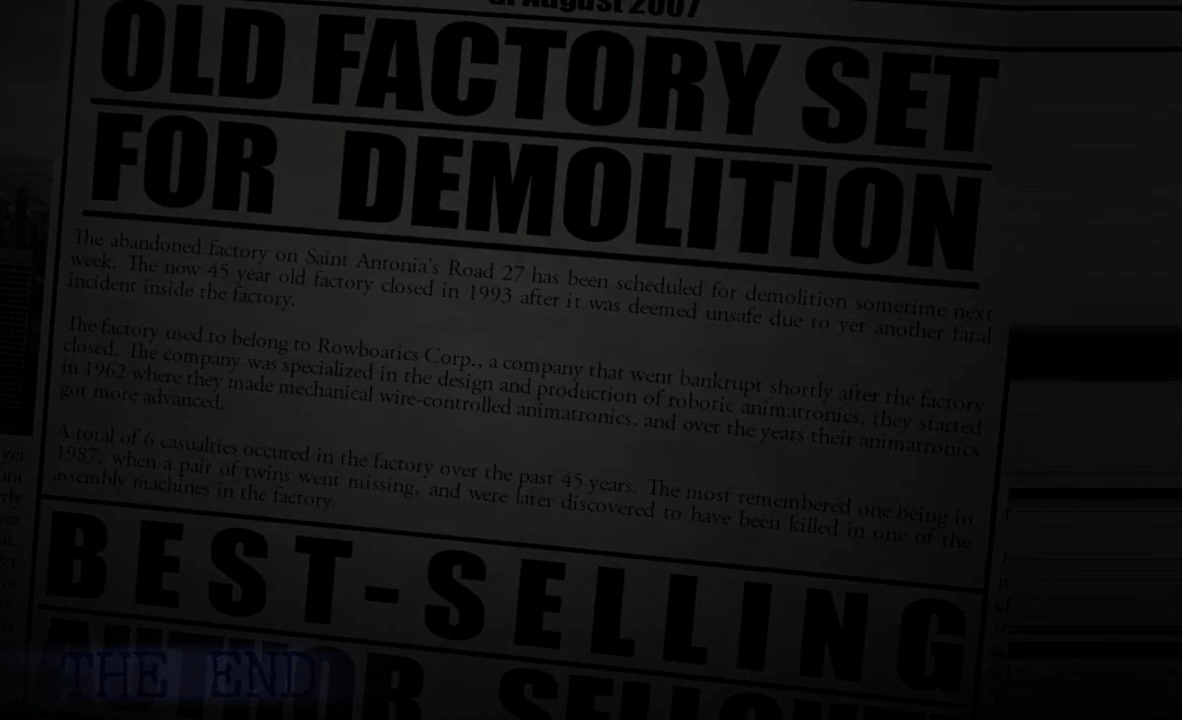 August 2007
OLD FACTORY SET
FOR DEMOLITION
The abandoned factory on Saint Antonia's Road 27 has been scheduled for demolition sometime next
week. The now 45 year old factory closed in 1993 after it was deemed unsafe due to yet another fatal
incident inside the factory.
The factory used to belong to Rowboatics Corp., a company that went bankrupt shortly after the factory
closed. The company was specialized in the design and production of robotic animatronics, they started
in 1962 where they made mechanical wire-controlled animatronics, and over the years their animatronics
got more advanced.
A total of 6 casualties occured in the factory over the past 45 years. The most remembered one being in
1987, when a pair of twins went missing, and were later discovered to have been killed in one of the
assembly machines in the factory.
BEST-SELLING
AUTHOR
THE END